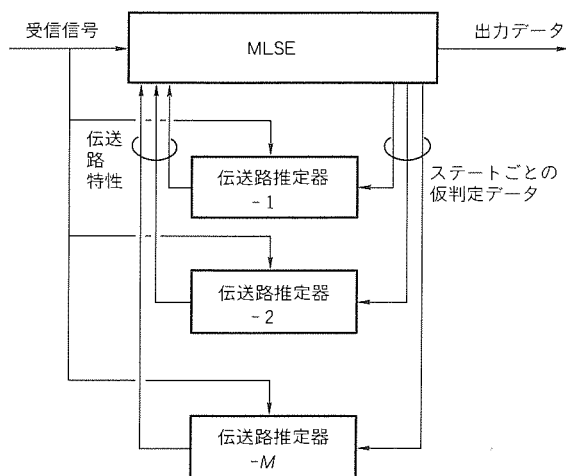 受信信号
MLSE
出力データ
伝送
路
特性
伝送路推定器
-1
ステートごとの
仮判定データ
伝送路推定器
-2
伝送路推定器
-M